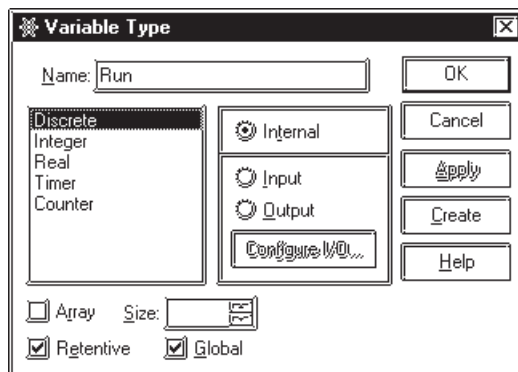 Variable Type
Name: Run
OK
Discrete
Integer
Real
Timer
Counter
Internal
Input
Output
Configure I/O...
Cancel
Apply
Create
Help
Array Size:
Retentive Global